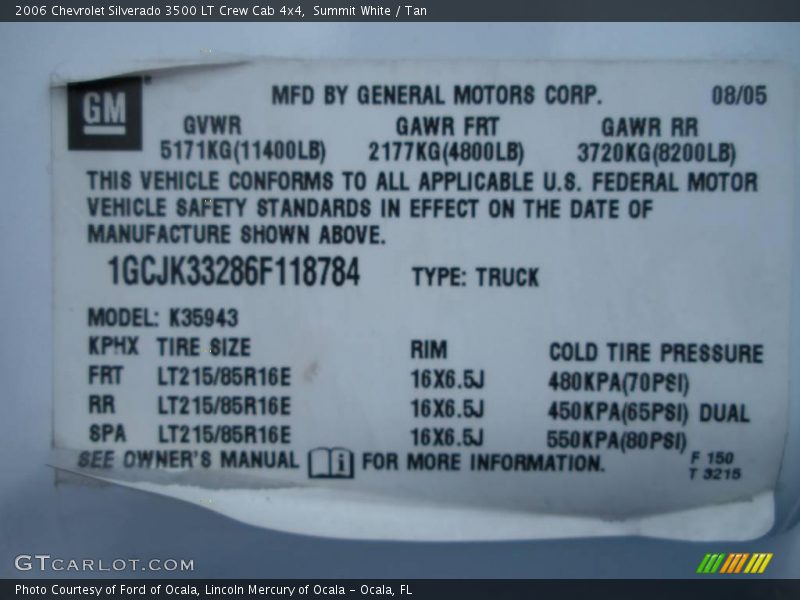 2006 Chevrolet Silverado 3500 LT Crew Cab 4x4,  Summit White / Tan
GM
MFD BY GENERAL MOTORS CORP. 08/05
GVWR GAWR FRT GAWR RR
5171KG(11400LB) 2177KG(4800LB) 3720KG(8200LB)
THIS VEHICLE CONFORMS TO ALL APPLICABLE U.S. FEDERAL MOTOR
VEHICLE SAFETY STANDARDS IN EFFECT ON THE DATE OF
MANUFACTURE SHOWN ABOVE.
1GCJK33286F118784 TYPE: TRUCK
MODEL: K35943
KPHX TIRE SIZE RIM COLD TIRE PRESSURE
FRT LT215/85R16E 16X6.5J 480KPA(70PSI)
RR LT215/85R16E 16X6.5J 450KPA(65PSI) DUAL
SPA LT215/85R16E 16X6.5J 550KPA(80PSI)
SEE OWNER'S MANUAL i FOR MORE INFORMATION.
F 150
T 3215
GTCARLOT.COM
Photo Courtesy of Ford of Ocala, Lincoln Mercury of Ocala – Ocala, FL